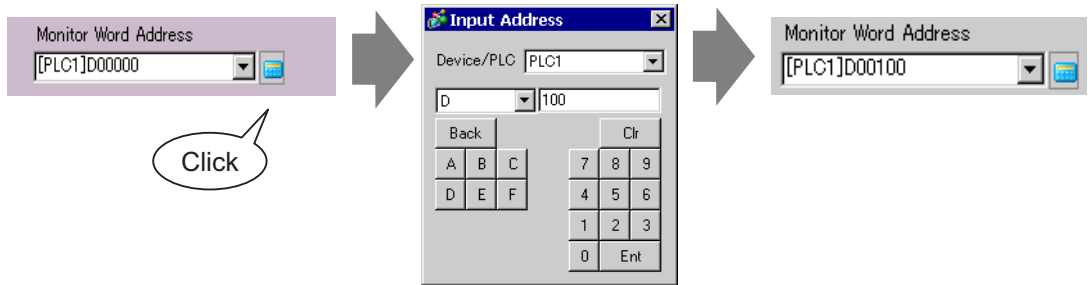 Monitor Word Address
[PLC1]D00000
Click
Input Address
Device/PLC PLC1
D 100
Back Clr
A B C 7 8 9
D E F 4 5 6
1 2 3
0 Ent
Monitor Word Address
[PLC1]D00100